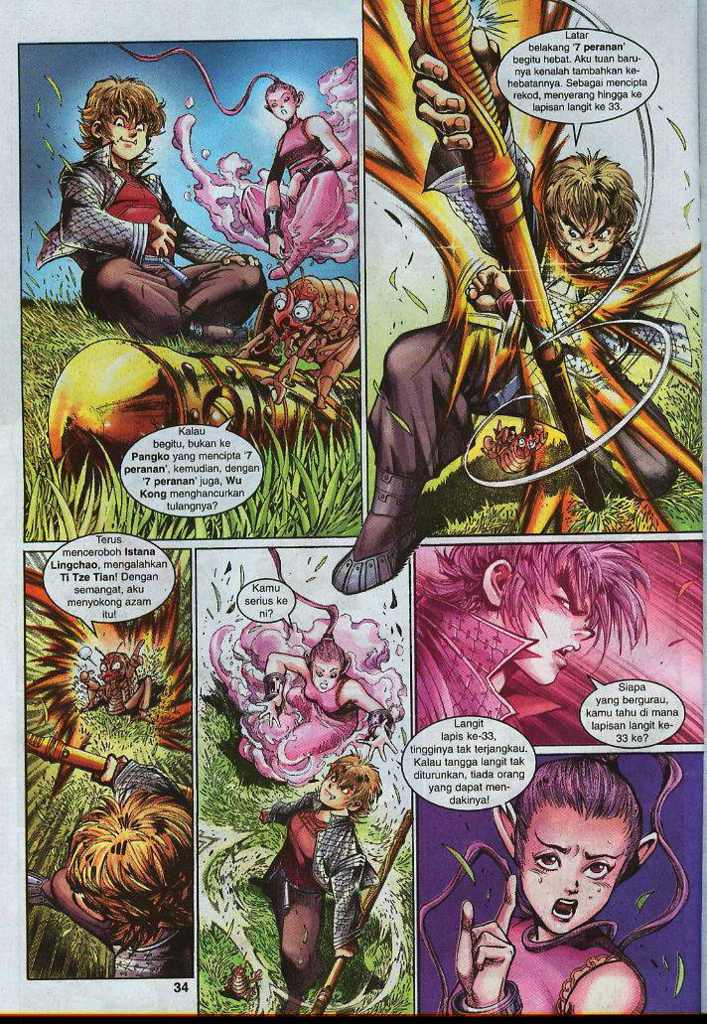 Kalau
begitu, bukan ke
Pangko yang mencipta '7
peranan', kemudian, dengan
'7 peranan' juga, Wu
Kong menghancurkan
tulangnya?
Latar
belakang '7 peranan'
begitu hebat. Aku baru-
nya kenalah tambahkan ke-
hebatannya. Sebagai mencipta
rekod, menyerang hingga ke
lapisan langit ke 33.
Terus
menceroboh Istana
Lingchao, mengalahkan
Ti Tze Tian! Dengan
semangat, aku
menyokong azam
itu!
Kamu
serius ke
ni?
Siapa
yang bergurau,
kamu tahu di mana
lapisan langit ke-
33 ke?
Langit
lapis ke-33,
tingginya tak terjangkau.
Kalau tangga langit tak
diturunkan, tiada orang
yang dapat men-
dakinya!
34